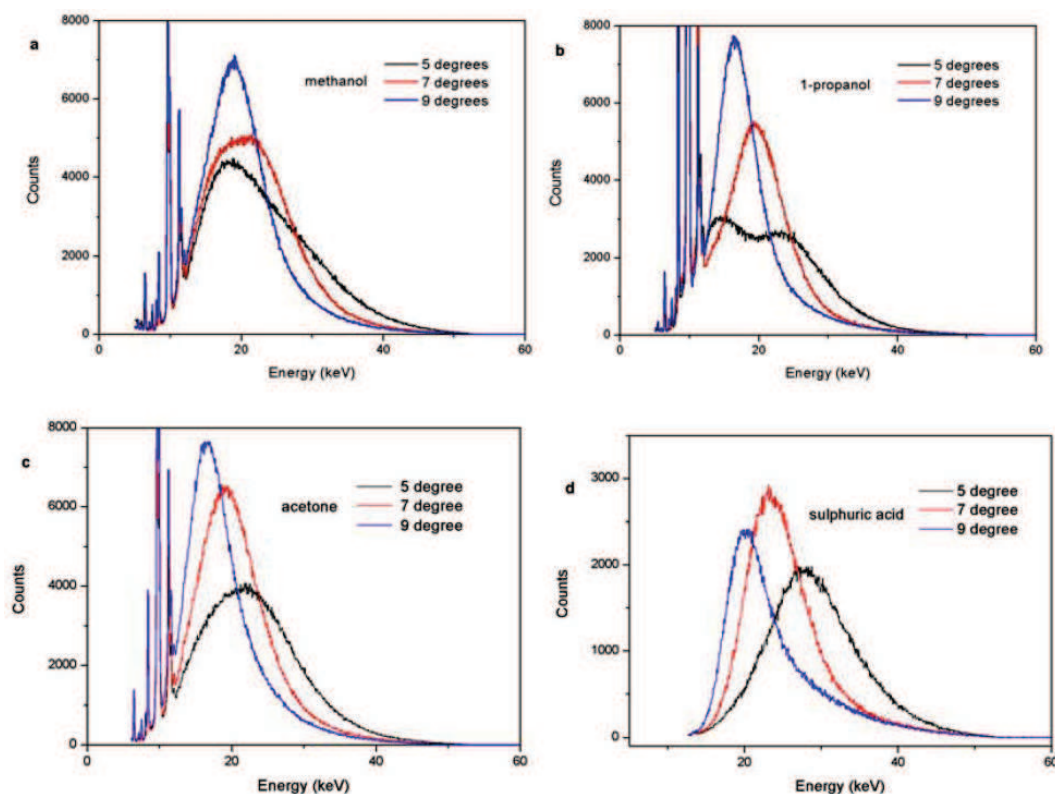 a
8000
6000
4000
2000
0
Counts
methanol
5 degrees
7 degrees
9 degrees
0
20
40
60
Energy (keV)
b
8000
6000
4000
2000
0
Counts
1-propanol
5 degrees
7 degrees
9 degrees
0
20
40
60
Energy (keV)
c
8000
6000
4000
2000
0
Counts
acetone
5 degree
7 degree
9 degree
0
20
40
60
Energy (keV)
d
3000
2000
1000
0
Counts
sulphuric acid
5 degree
7 degree
9 degree
20
40
60
Energy (keV)